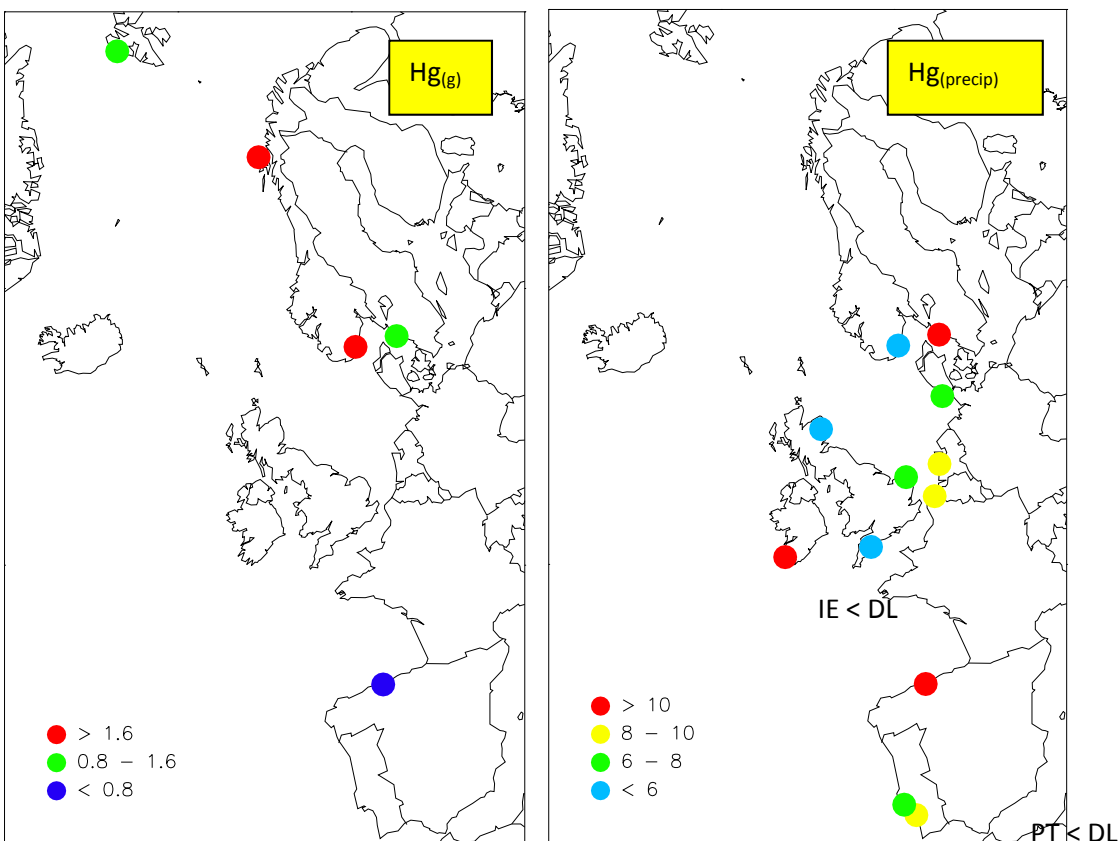 Hg(g)
> 1.6
0.8 – 1.6
< 0.8
Hg(precip)
IE < DL
> 10
8 – 10
6 – 8
< 6
PT < DL